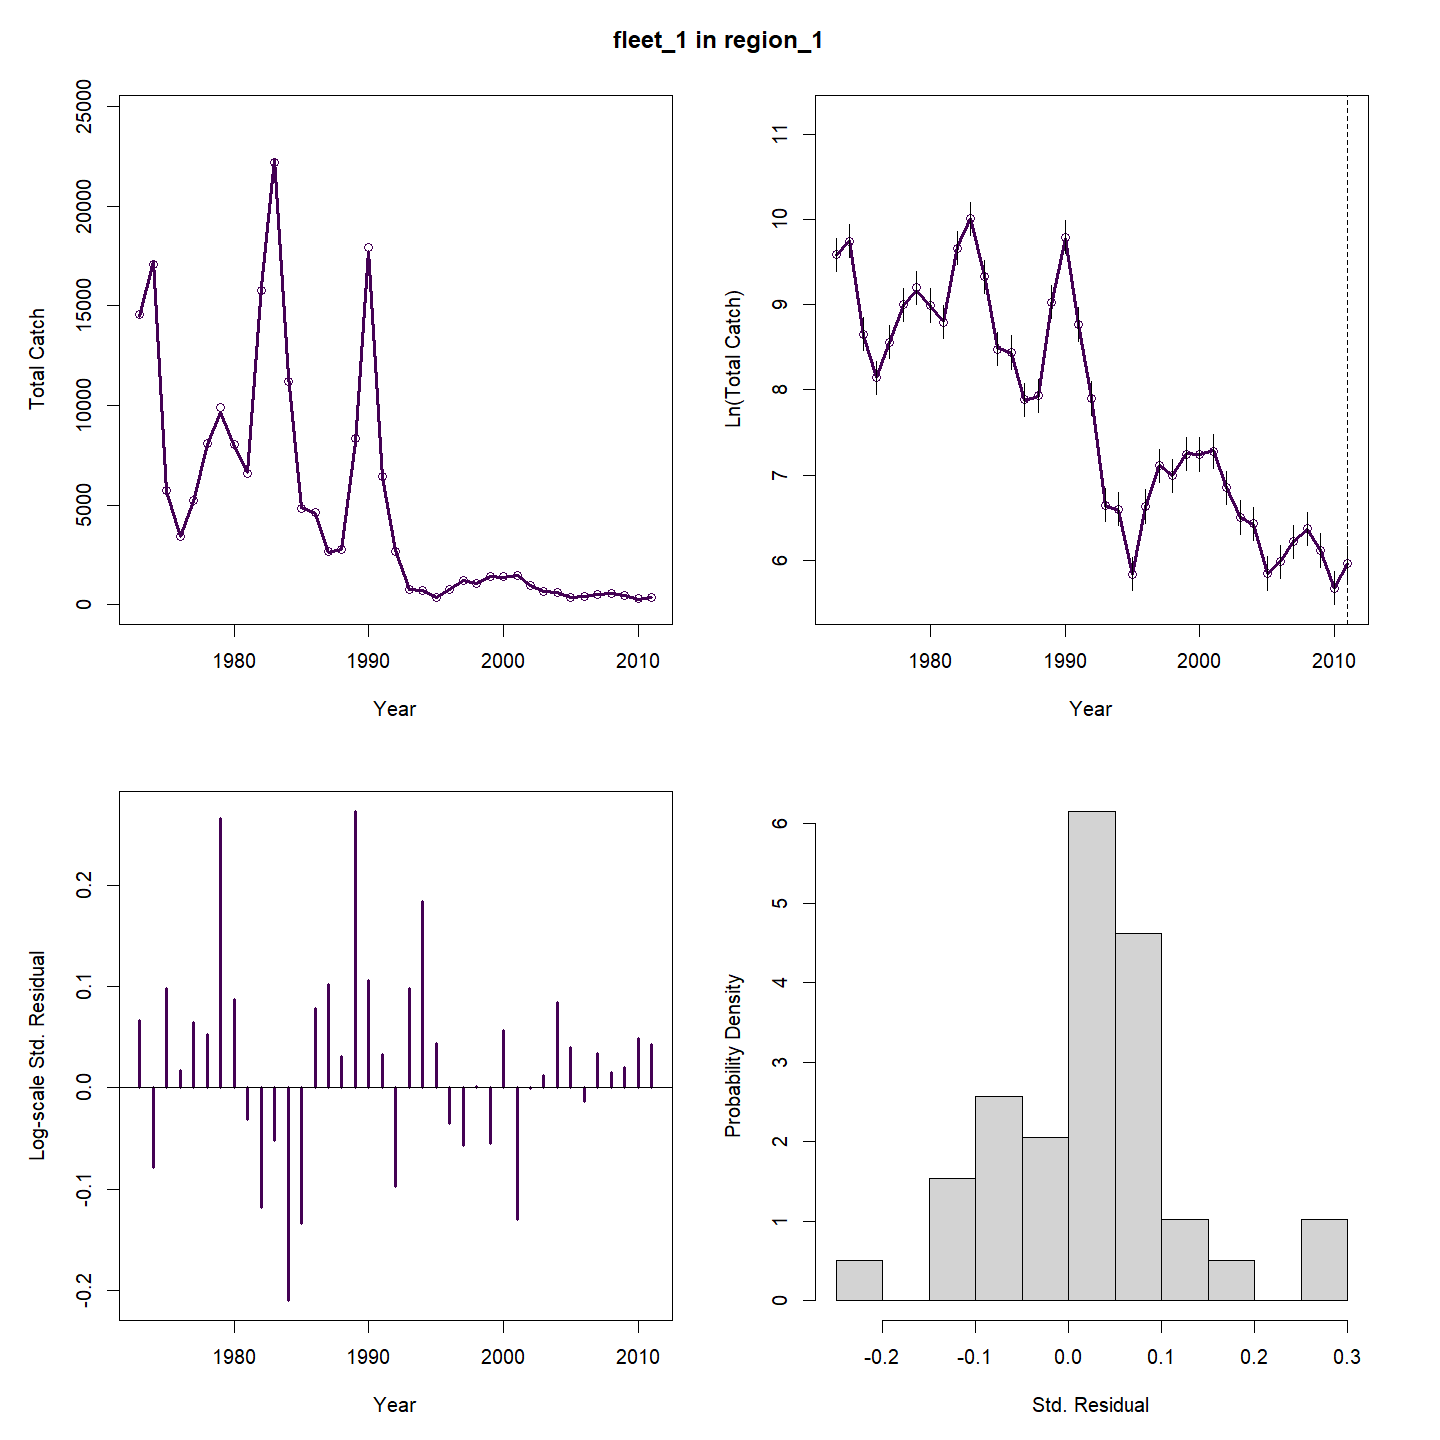 fleet_1 in region_1
Total Catch
0 5000 10000 15000 20000 25000
1980 1990 2000 2010
Year
Ln(Total Catch)
6 7 8 9 10 11
1980 1990 2000 2010
Year
Log-scale Std. Residual
-0.2 -0.1 0.0 0.1 0.2
1980 1990 2000 2010
Year
Probability Density
0 1 2 3 4 5 6
-0.2 -0.1 0.0 0.1 0.2 0.3
Std. Residual